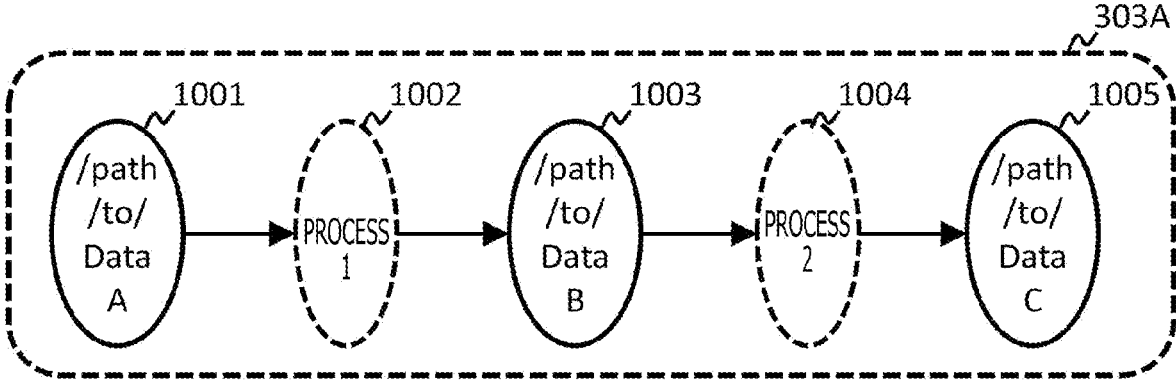 303A
1001
1002
1003
1004
1005
/path
/to/
Data
A
PROCESS
1
/path
/to/
Data
B
PROCESS
2
/path
/to/
Data
C